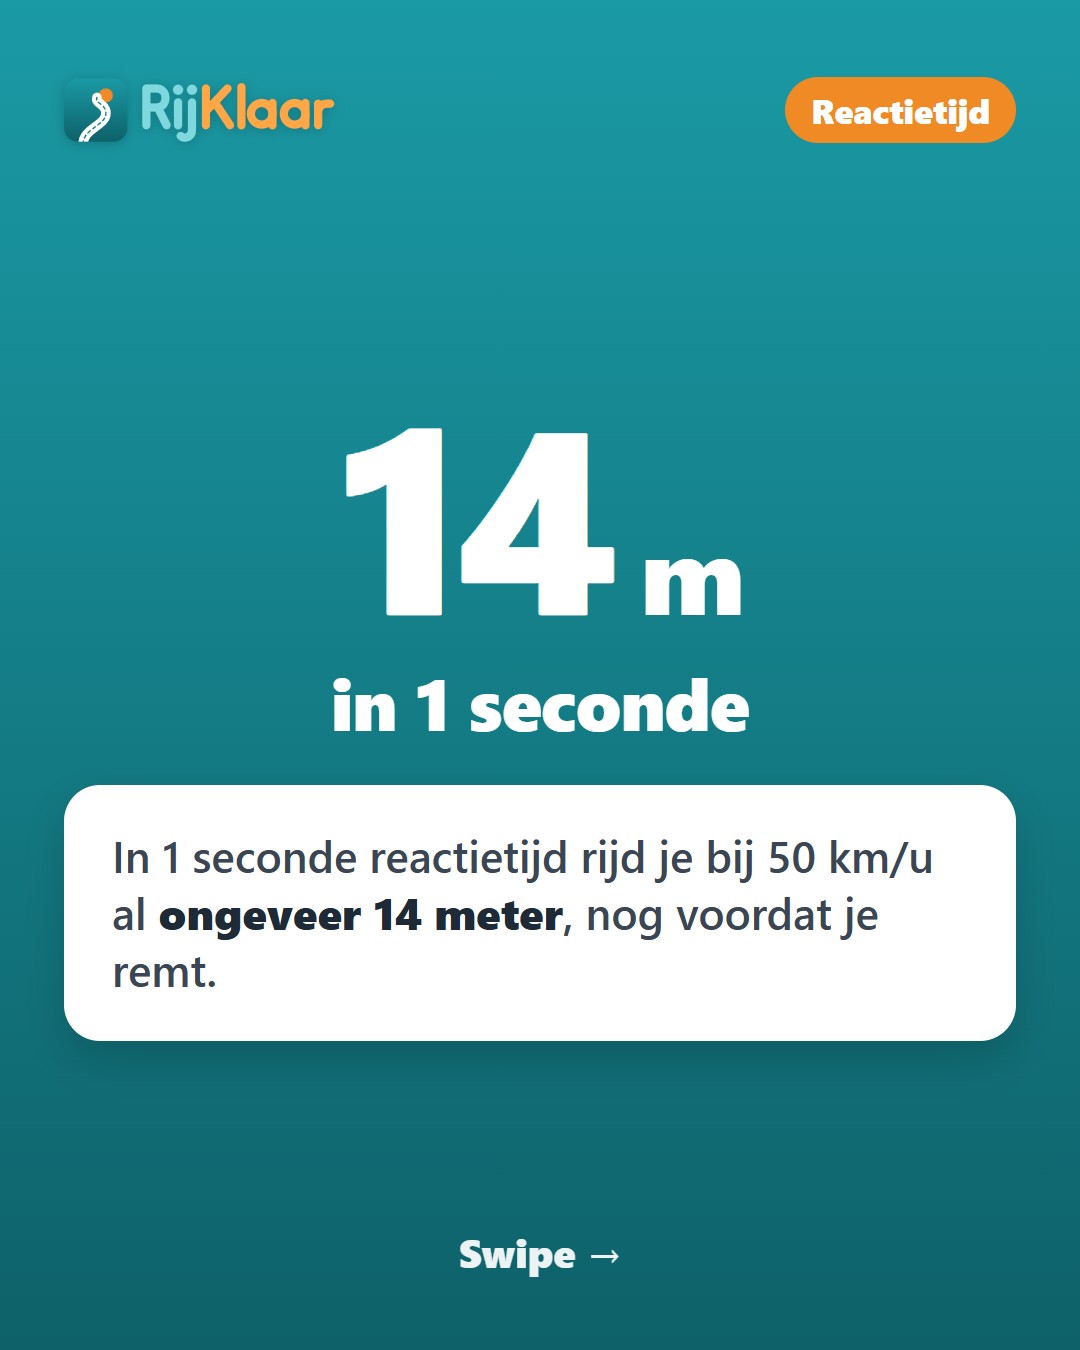 RijKlaar
Reactietijd
14 m
in 1 seconde
In 1 seconde reactietijd rijd je bij 50 km/u
al ongeveer 14 meter, nog voordat je
remt.
Swipe →